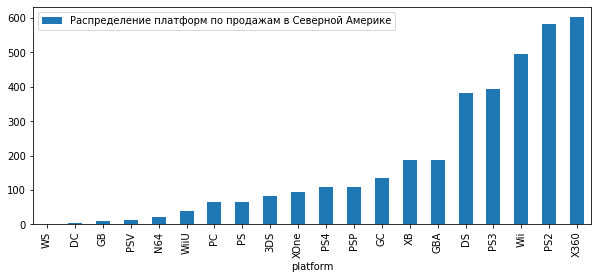 Распределение платформ по продажам в Северной Америке
600
500
400
300
200
100
0
WS DC GB PSV N64 WiiU PC PS 3DS XOne PS4 PSP GC XB GBA DS PS3 Wii PS2 X360
platform